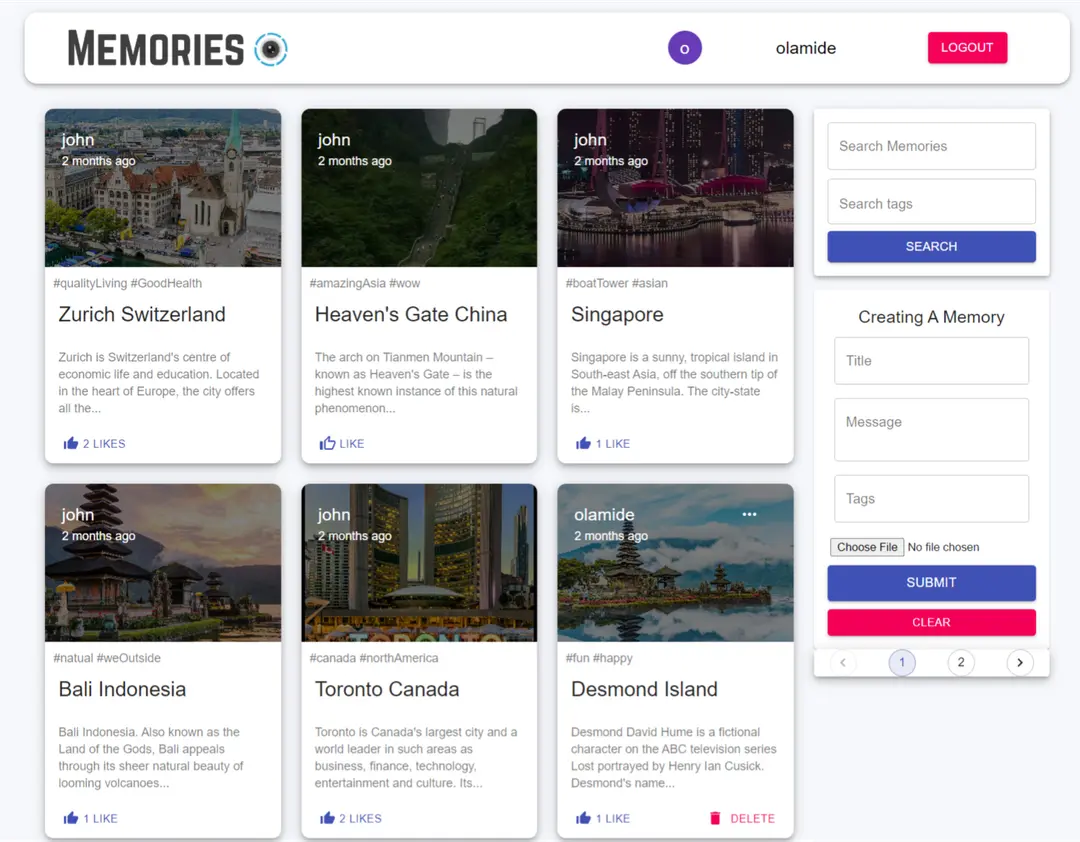 MEMORIES
o
olamide
LOGOUT
john
2 months ago
#qualityLiving #GoodHealth
Zurich Switzerland
Zurich is Switzerland's centre of
economic life and education. Located
in the heart of Europe, the city offers
all the...
2 LIKES
john
2 months ago
#amazingAsia #wow
Heaven's Gate China
The arch on Tianmen Mountain –
known as Heaven's Gate – is the
highest known instance of this natural
phenomenon...
LIKE
john
2 months ago
#boatTower #asian
Singapore
Singapore is a sunny, tropical island in
South-east Asia, off the southern tip of
the Malay Peninsula. The city-state
is...
1 LIKE
john
2 months ago
#natual #weOutside
Bali Indonesia
Bali Indonesia. Also known as the
Land of the Gods, Bali appeals
through its sheer natural beauty of
looming volcanoes...
1 LIKE
john
2 months ago
TORONTO
#canada #northAmerica
Toronto Canada
Toronto is Canada's largest city and a
world leader in such areas as
business, finance, technology,
entertainment and culture. Its...
2 LIKES
olamide
2 months ago
#fun #happy
Desmond Island
Desmond David Hume is a fictional
character on the ABC television series
Lost portrayed by Henry Ian Cusick.
Desmond's name...
1 LIKE
DELETE
Search Memories
Search tags
SEARCH
Creating A Memory
Title
Message
Tags
Choose File No file chosen
SUBMIT
CLEAR
1
2